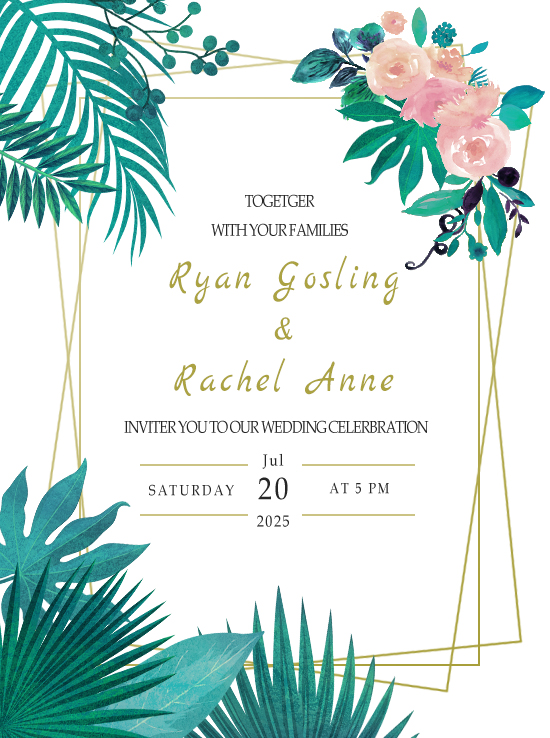 TOGETGER
WITH YOUR FAMILIES
Ryan Gosling
&
Rachel Anne
INVITER YOU TO OUR WEDDING CELERBRATION
Jul
SATURDAY 20 AT 5 PM
2025